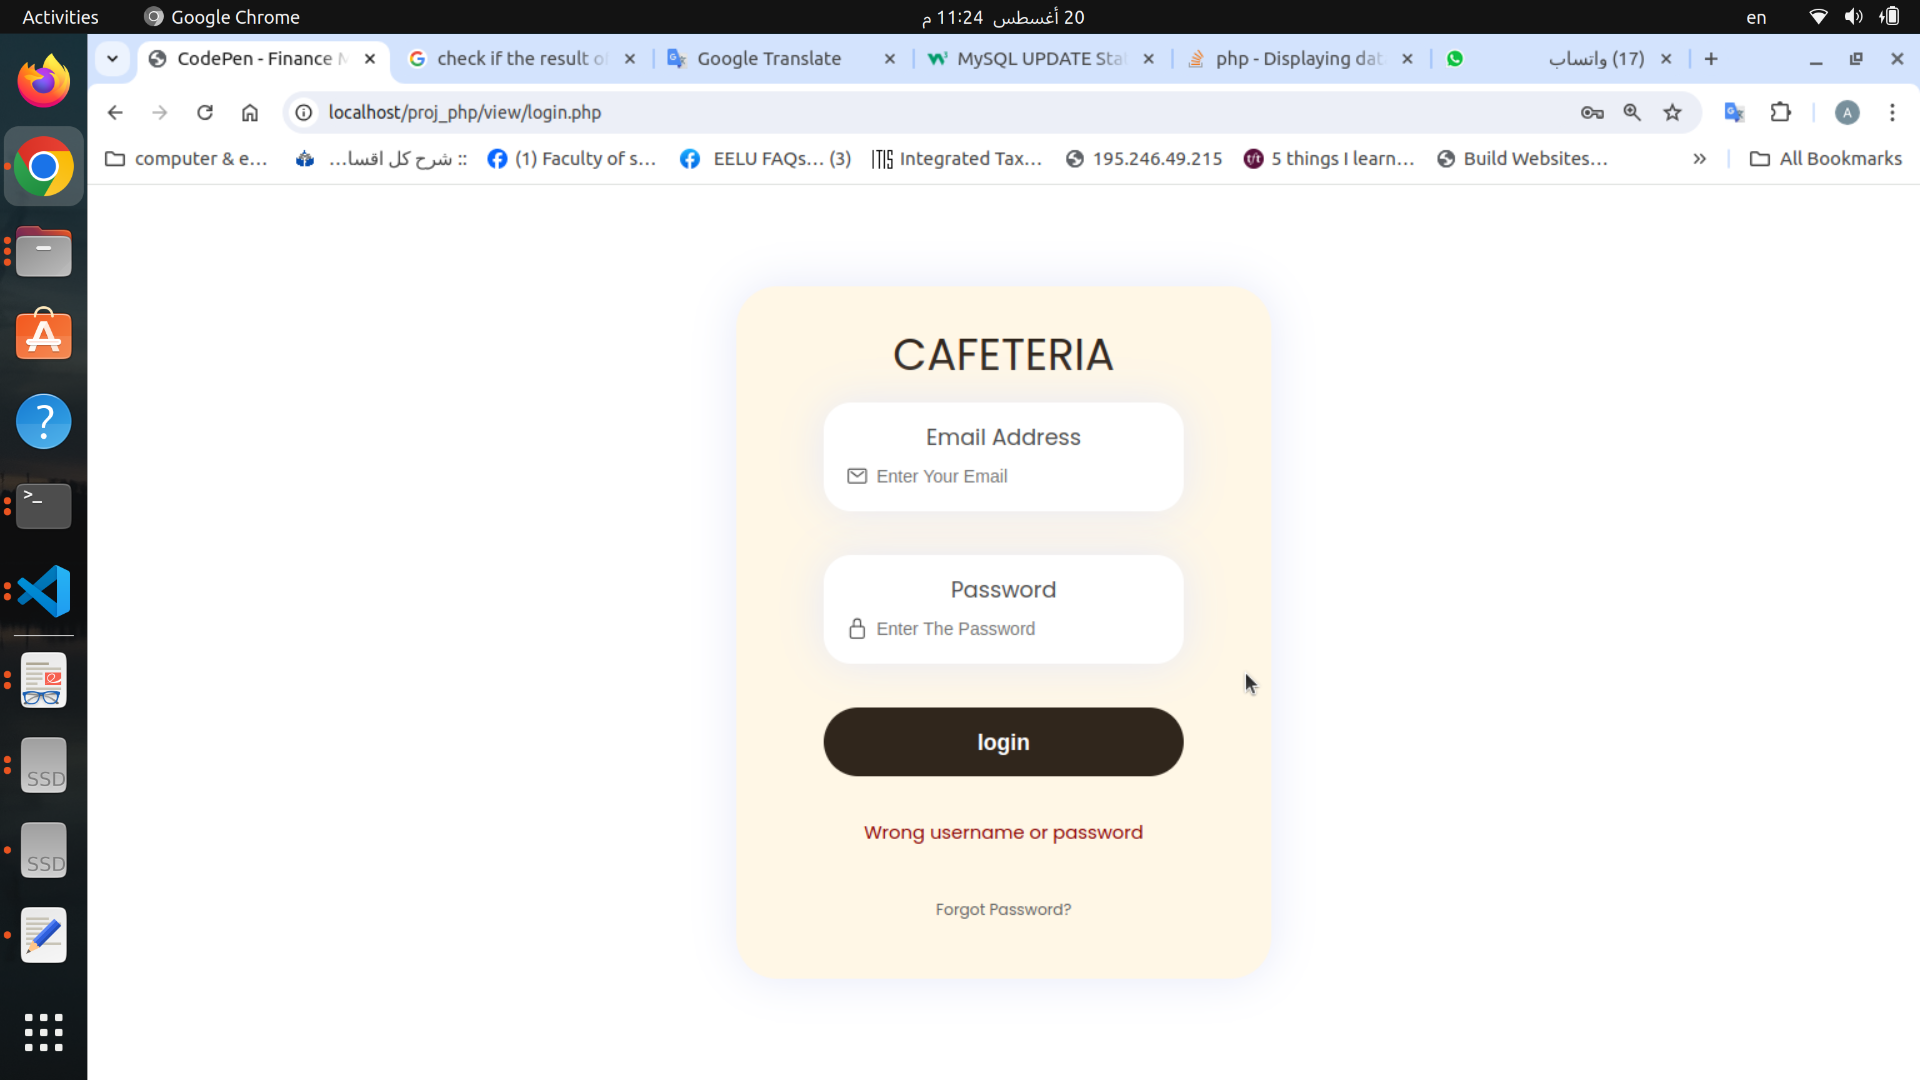 Activities
Google Chrome
20 أغسطس 11:24 م
en
CodePen - Finance M
check if the result of
Google Translate
MySQL UPDATE Sta
php - Displaying dat
(17) واتساب
localhost/proj_php/view/login.php
A
computer & e...
:: شرح كل اقسا...
(1) Faculty of s...
EELU FAQs... (3)
Integrated Tax...
195.246.49.215
5 things I learn...
Build Websites...
»
All Bookmarks
CAFETERIA
Email Address
Enter Your Email
Password
Enter The Password
login
Wrong username or password
Forgot Password?
>_
SSD
SSD